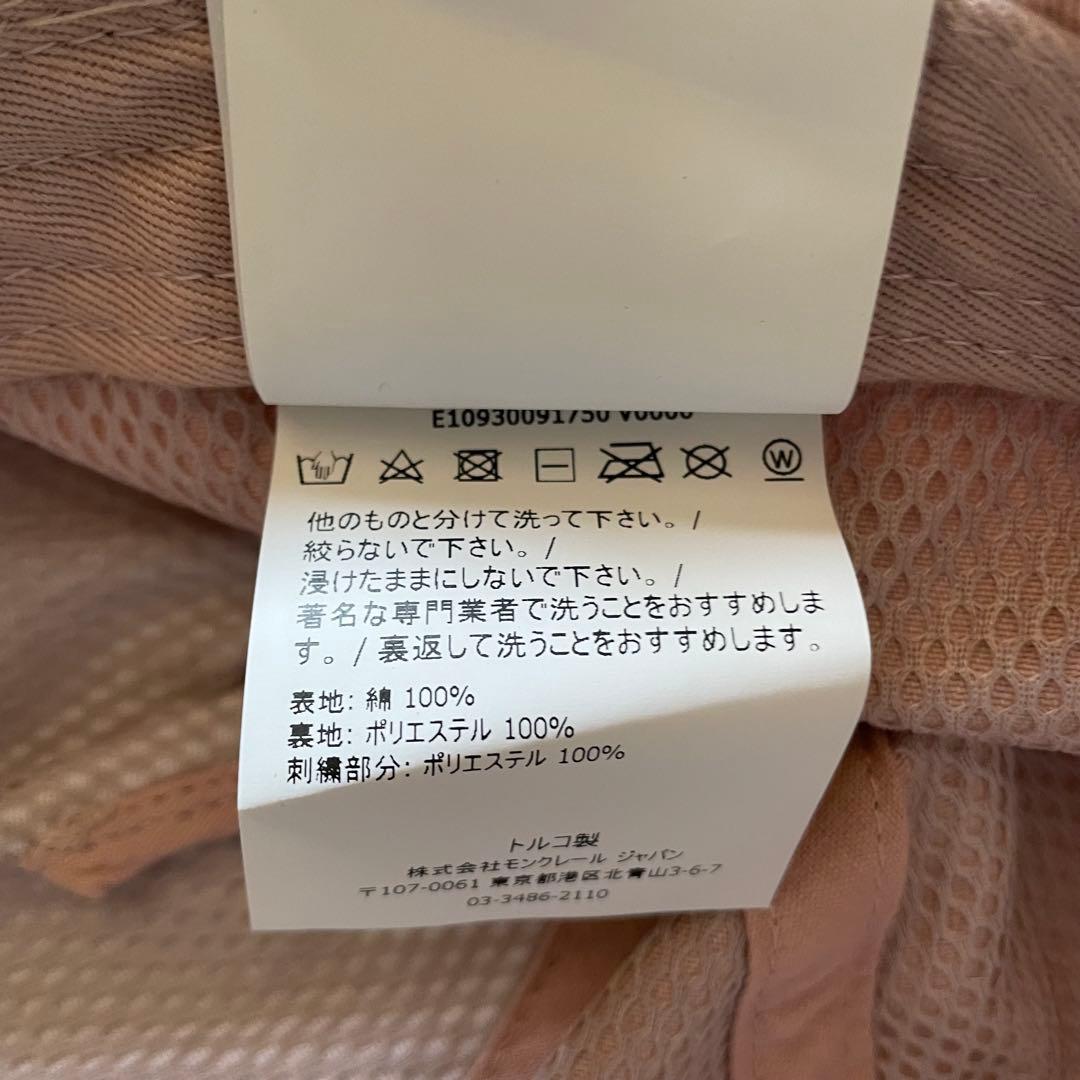 E10930091750 V0000
W
他のものと分けて洗って下さい。/
絞らないで下さい。/
浸けたままにしないで下さい。/
著名な専門業者で洗うことをおすすめしま
す。/ 裏返して洗うことをおすすめします。
表地: 綿 100%
裏地: ポリエステル 100%
刺繍部分: ポリエステル 100%
トルコ製
株式会社モンクレール ジャパン
〒107-0061 東京都港区北青山3-6-7
03-3486-2110